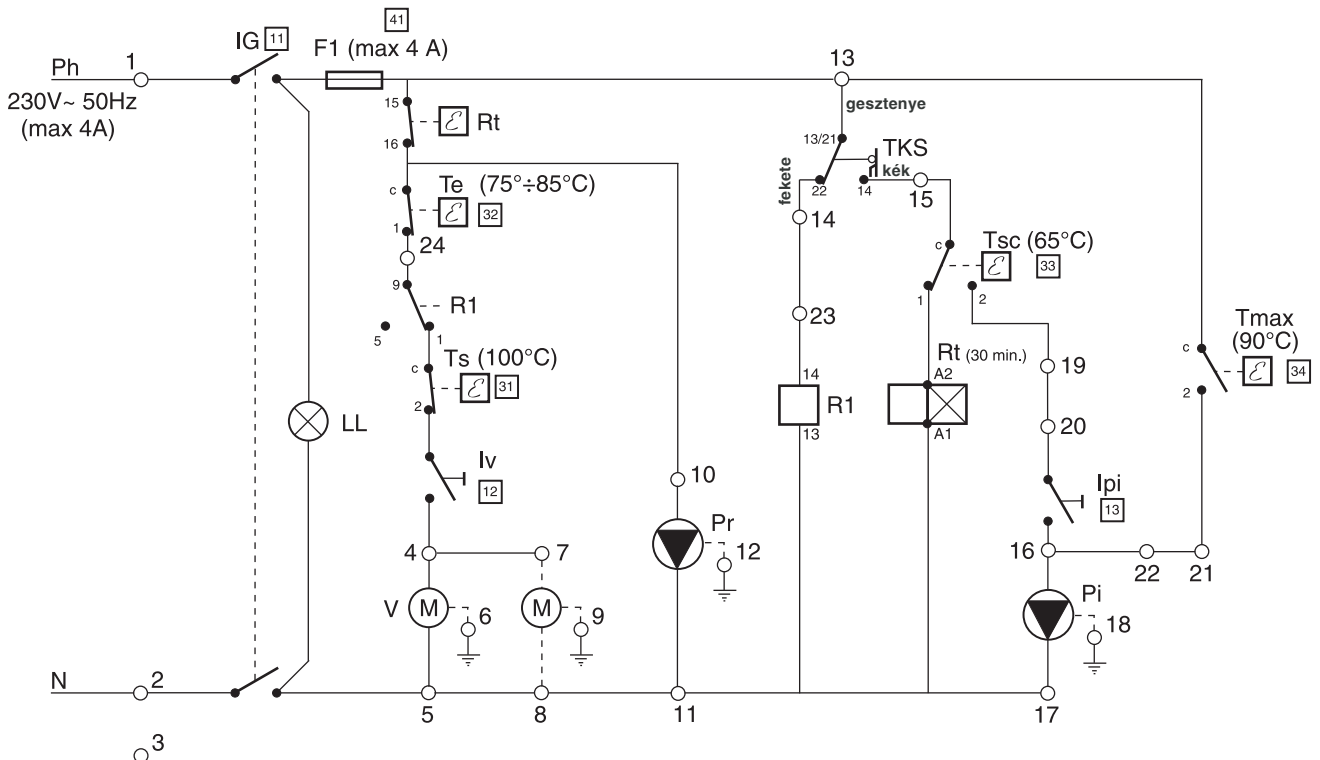 41
IG 11
F1 (max 4 A)
Ph 1
13
230V~ 50Hz
(max 4A)
gesztenye
15
ℰ Rt
16
13/21
TKS
kék
fekete
22
14
15
c
Te (75°÷85°C)
ℰ 32
1
24
14
c
Tsc (65°C)
ℰ 33
1
2
9
R1
5
1
23
Tmax
(90°C)
c
ℰ 34
2
Ts (100°C)
c
ℰ 31
2
Rt (30 min.)
A2
A1
14
R1
13
19
20
LL
Iv
12
10
Ipi
13
Pr
12
4
7
16
22
21
V M
6
M
9
Pi
18
N 2
5
8
11
17
3